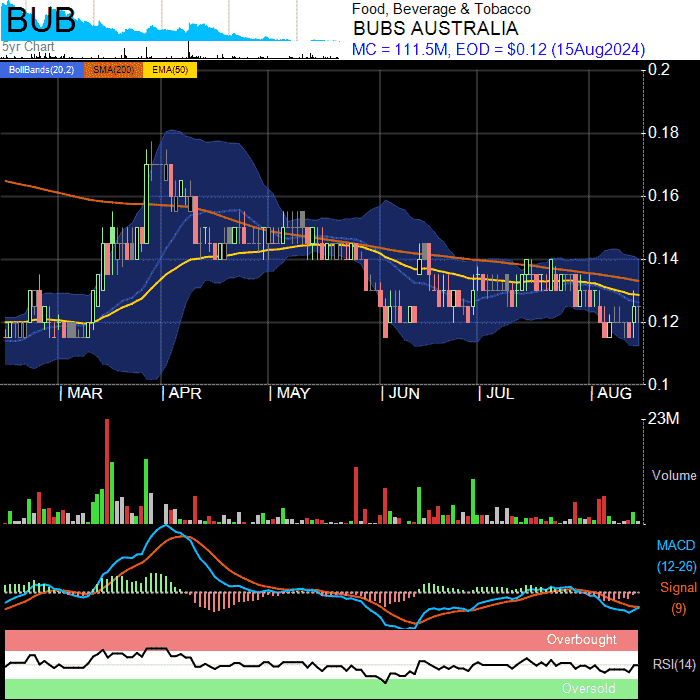 BUB
5yr Chart
Food, Beverage & Tobacco
BUBS AUSTRALIA
MC = 111.5M, EOD = $0.12 (15Aug2024)
BollBands(20,2) SMA(200) EMA(50)
0.2
0.18
0.16
0.14
0.12
0.1
MAR APR MAY JUN JUL AUG
23M
Volume
MACD
(12-26)
Signal
(9)
Overbought
RSI(14)
Oversold